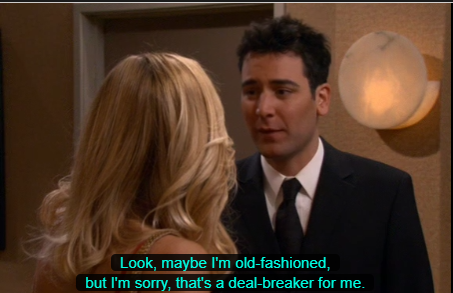 Look, maybe I'm old-fashioned,
but I'm sorry, that's a deal-breaker for me.